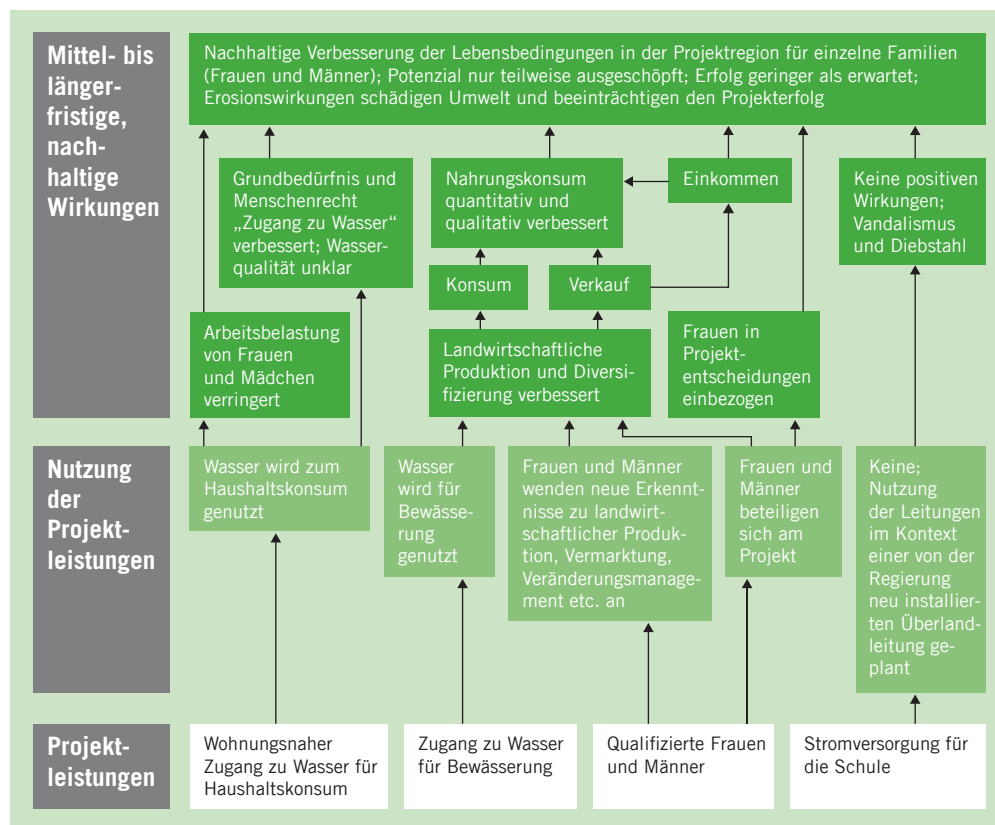 Mittel- bis
länger-
fristige,
nach-
haltige
Wirkungen
Nachhaltige Verbesserung der Lebensbedingungen in der Projektregion für einzelne Familien
(Frauen und Männer); Potenzial nur teilweise ausgeschöpft; Erfolg geringer als erwartet;
Erosionswirkungen schädigen Umwelt und beeinträchtigen den Projekterfolg
Grundbedürfnis und
Menschenrecht
„Zugang zu Wasser“
verbessert; Wasser-
qualität unklar
Nahrungskonsum
quantitativ und
qualitativ verbessert
Einkommen
Keine positiven
Wirkungen;
Vandalismus
und Diebstahl
Konsum
Verkauf
Arbeitsbelastung
von Frauen
und Mädchen
verringert
Landwirtschaftliche
Produktion und Diversi-
fizierung verbessert
Frauen in
Projekt-
entscheidungen
einbezogen
Nutzung
der
Projekt-
leistungen
Wasser wird zum
Haushaltskonsum
genutzt
Wasser
wird für
Bewässe-
rung
genutzt
Frauen und Männer
wenden neue Erkennt-
nisse zu landwirt-
schaftlicher Produk-
tion, Vermarktung,
Veränderungsmanage-
ment etc. an
Frauen und
Männer
beteiligen
sich am
Projekt
Keine;
Nutzung
der Leitungen
im Kontext
einer von der
Regierung
neu installier-
ten Überland-
leitung ge-
plant
Projekt-
leistungen
Wohnungsnaher
Zugang zu Wasser für
Haushaltskonsum
Zugang zu Wasser
für Bewässerung
Qualifizierte Frauen
und Männer
Stromversorgung für
die Schule